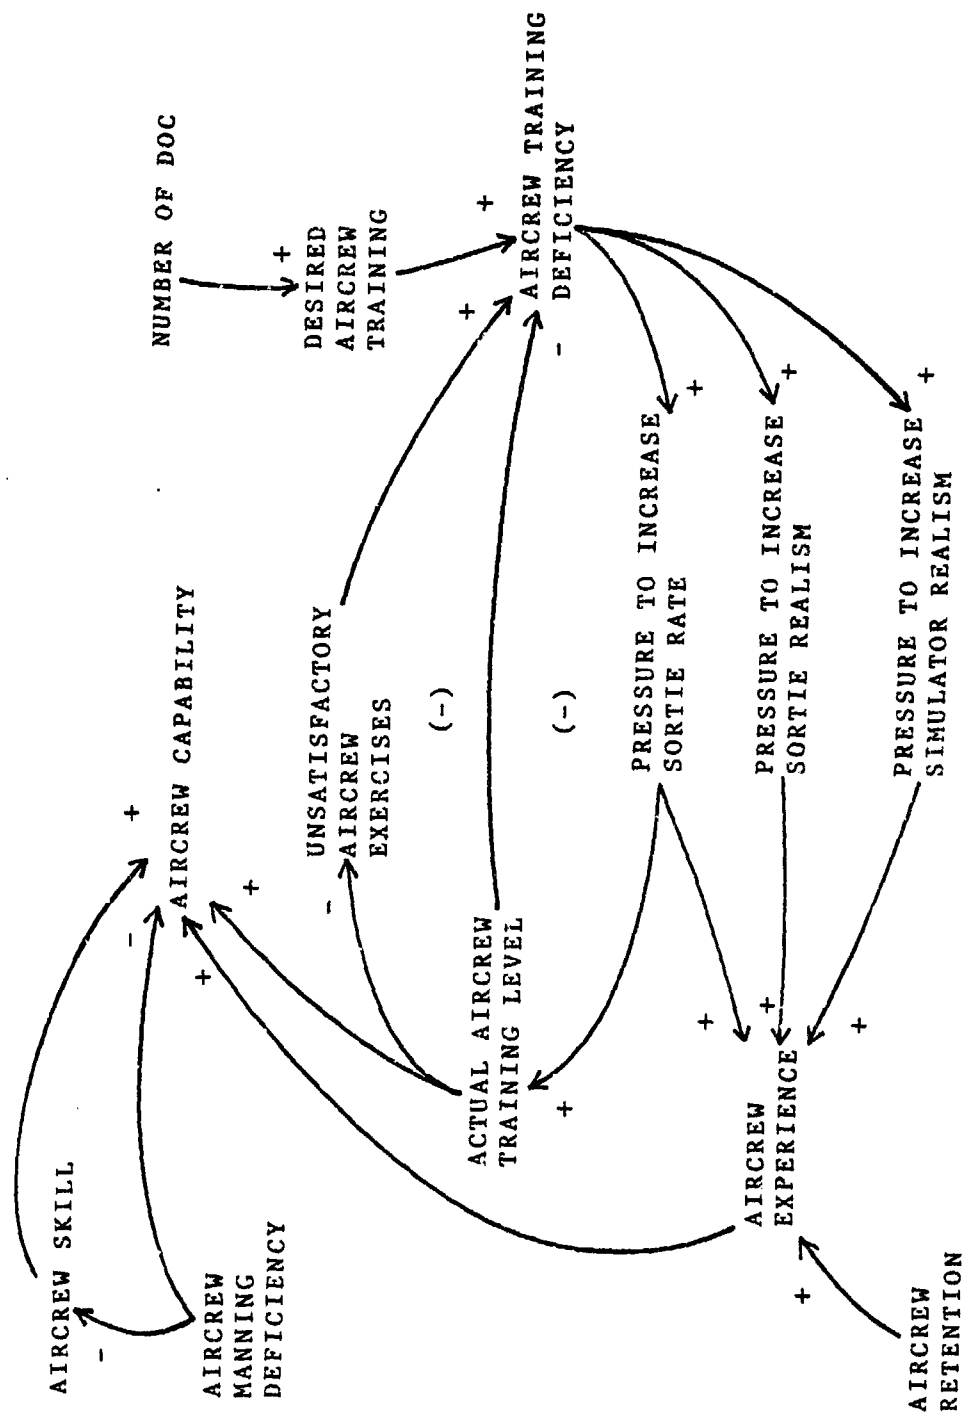 AIRCREW SKILL
-
+
AIRCREW MANNING
DEFICIENCY
-
AIRCREW CAPABILITY
+
+
NUMBER OF DOC
+
DESIRED
AIRCREW
TRAINING
+
UNSATISFACTORY
AIRCREW
EXERCISES
-
+
(-)
ACTUAL AIRCREW
TRAINING LEVEL
+
-
AIRCREW TRAINING
DEFICIENCY
(-)
PRESSURE TO INCREASE
SORTIE RATE
+
AIRCREW
EXPERIENCE
+
+
+
PRESSURE TO INCREASE
SORTIE REALISM
+
AIRCREW
RETENTION
+
PRESSURE TO INCREASE
SIMULATOR REALISM
+